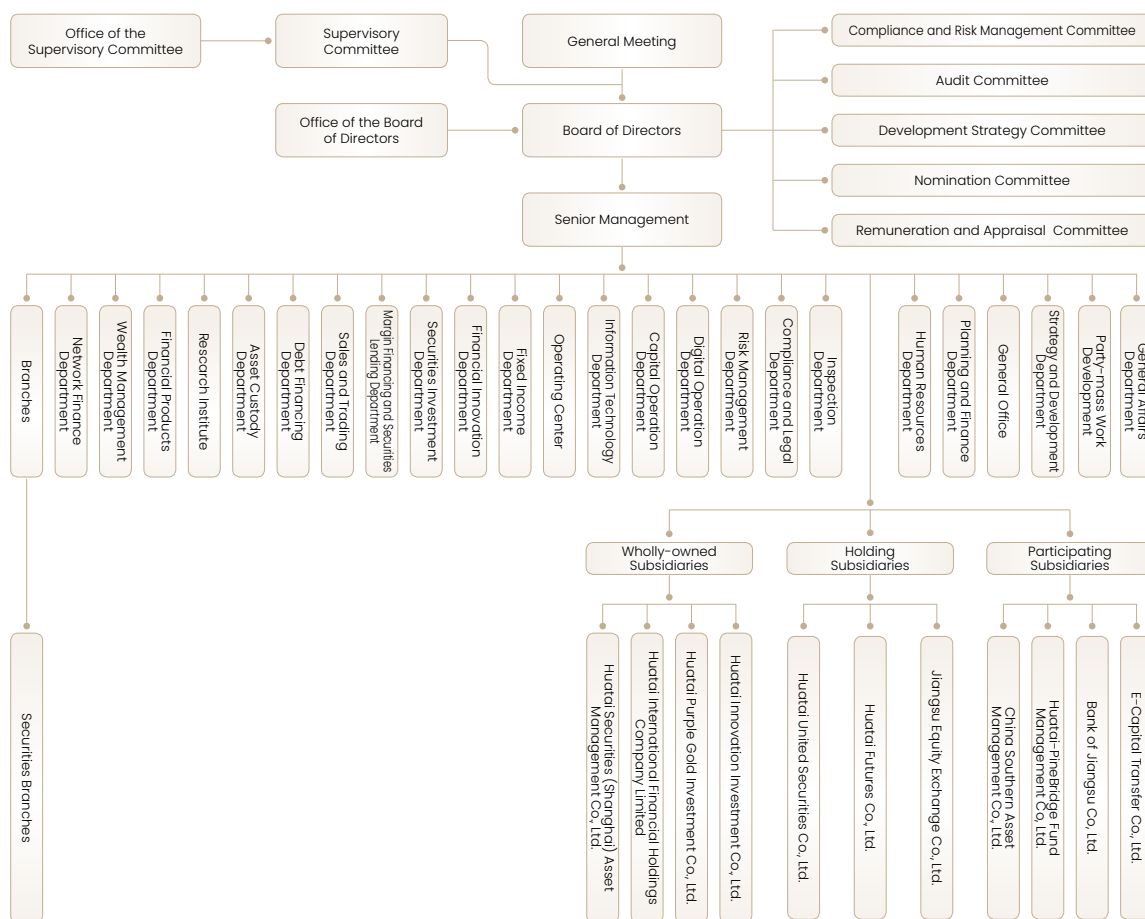 Office of the
Supervisory Committee
Supervisory
Committee
General Meeting
Compliance and Risk Management Committee
Audit Committee
Office of the Board
of Directors
Board of Directors
Development Strategy Committee
Nomination Committee
Senior Management
Remuneration and Appraisal Committee
Branches
Network Finance
Department
Wealth Management
Department
Financial Products
Department
Rescarch Institute
Asset Custody
Department
Debt Financing
Department
Sales and Trading
Department
Margin Financing and Securities
Lending Department
Securities Investment
Department
Financial Innovation
Department
Fixed Income
Department
Operating Center
Information Technology
Department
Capital Operation
Department
Digital Operation
Department
Risk Management
Department
Compliance and Legal
Department
Inspection
Department
Human Resources
Department
Planning and Finance
Department
General Office
Strategy and Development
Department
Party-mass Work
Development
General Affairs
Department
Wholly-owned
Subsidiaries
Holding
Subsidiaries
Participating
Subsidiaries
Securities Branches
Huatai Securities (Shanghai) Asset
Management Co., Ltd.
Huatai International Financial Holdings
Company Limited
Huatai Purple Gold Investment Co., Ltd.
Huatai Innovation Investment Co., Ltd.
Huatai United Securities Co., Ltd.
Huatai Futures Co., Ltd.
Jiangsu Equity Exchange Co., Ltd.
China Southern Asset
Management Co., Ltd.
Huatai-PineBridge Fund
Management Co., Ltd.
Bank of Jiangsu Co, Ltd.
E-Capital Transfer Co., Ltd.